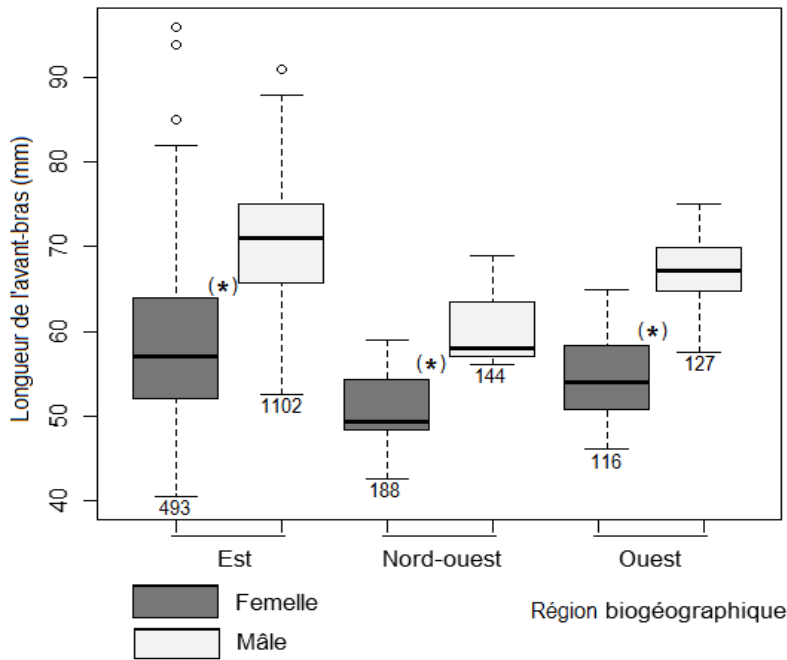 Longueur de l'avant-bras (mm)
90
80
70
60
50
40
(*)
(*)
(*)
493
1102
188
144
116
127
Est
Nord-ouest
Ouest
Femelle
Mâle
Région biogéographique